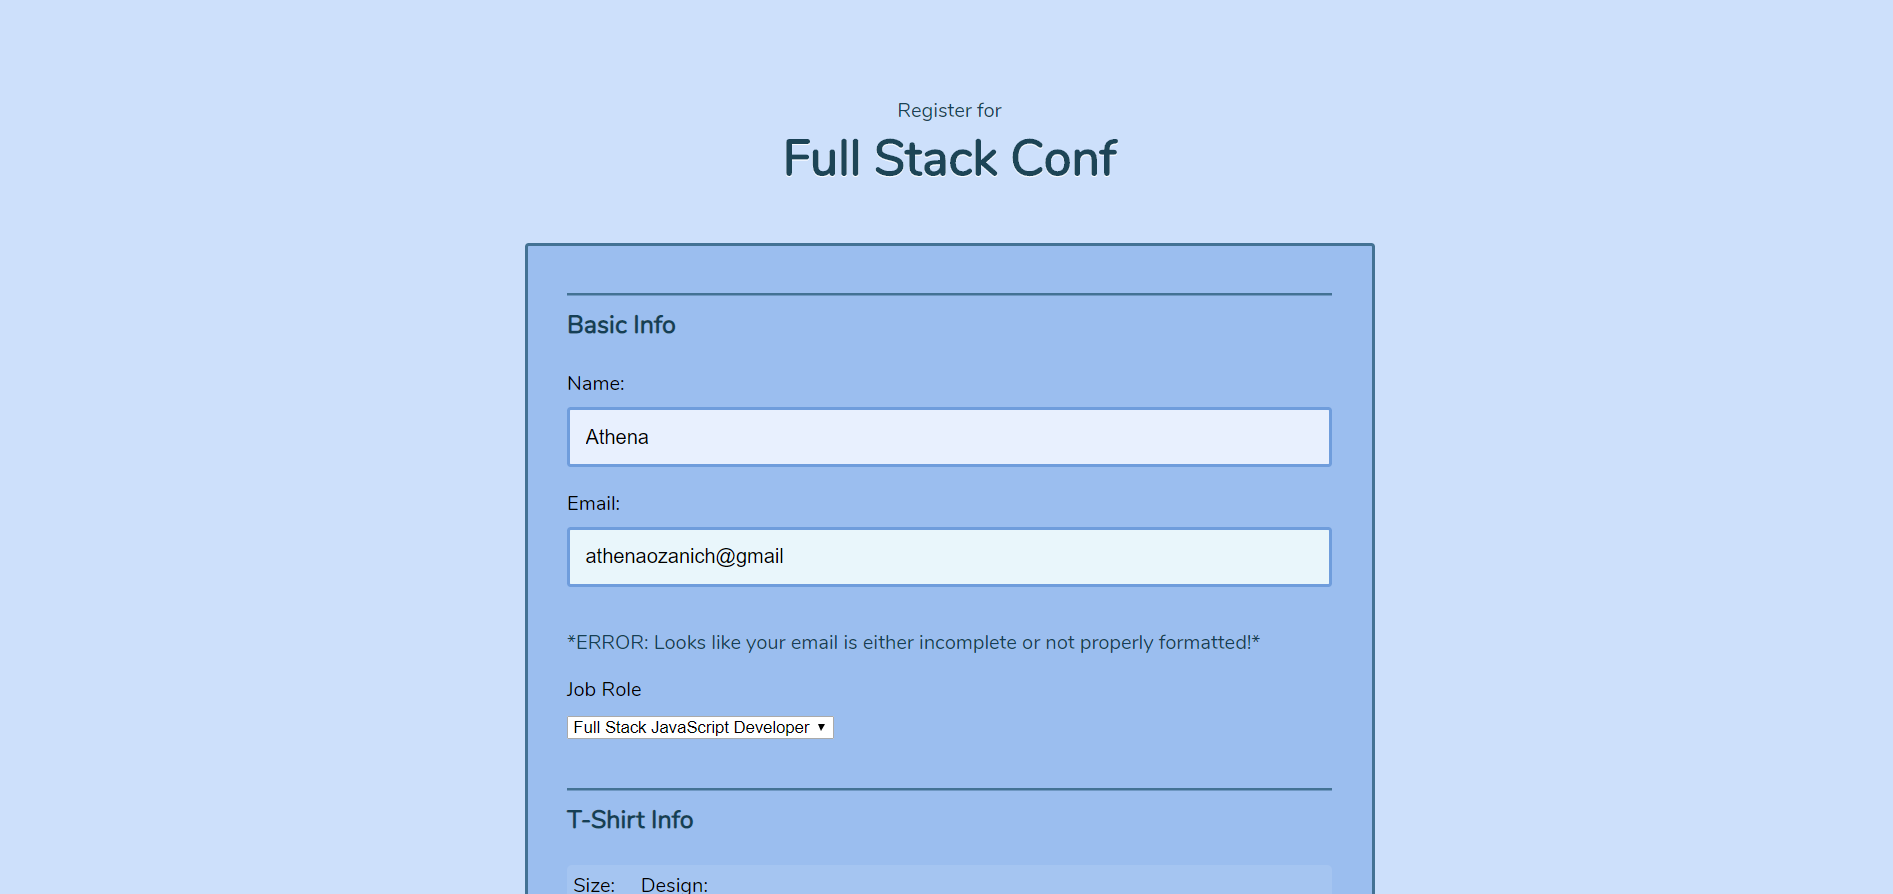 Register for
Full Stack Conf
Basic Info
Name:
Athena
Email:
athenaozanich@gmail
*ERROR: Looks like your email is either incomplete or not properly formatted!*
Job Role
Full Stack JavaScript Developer
T-Shirt Info
Size: Design: